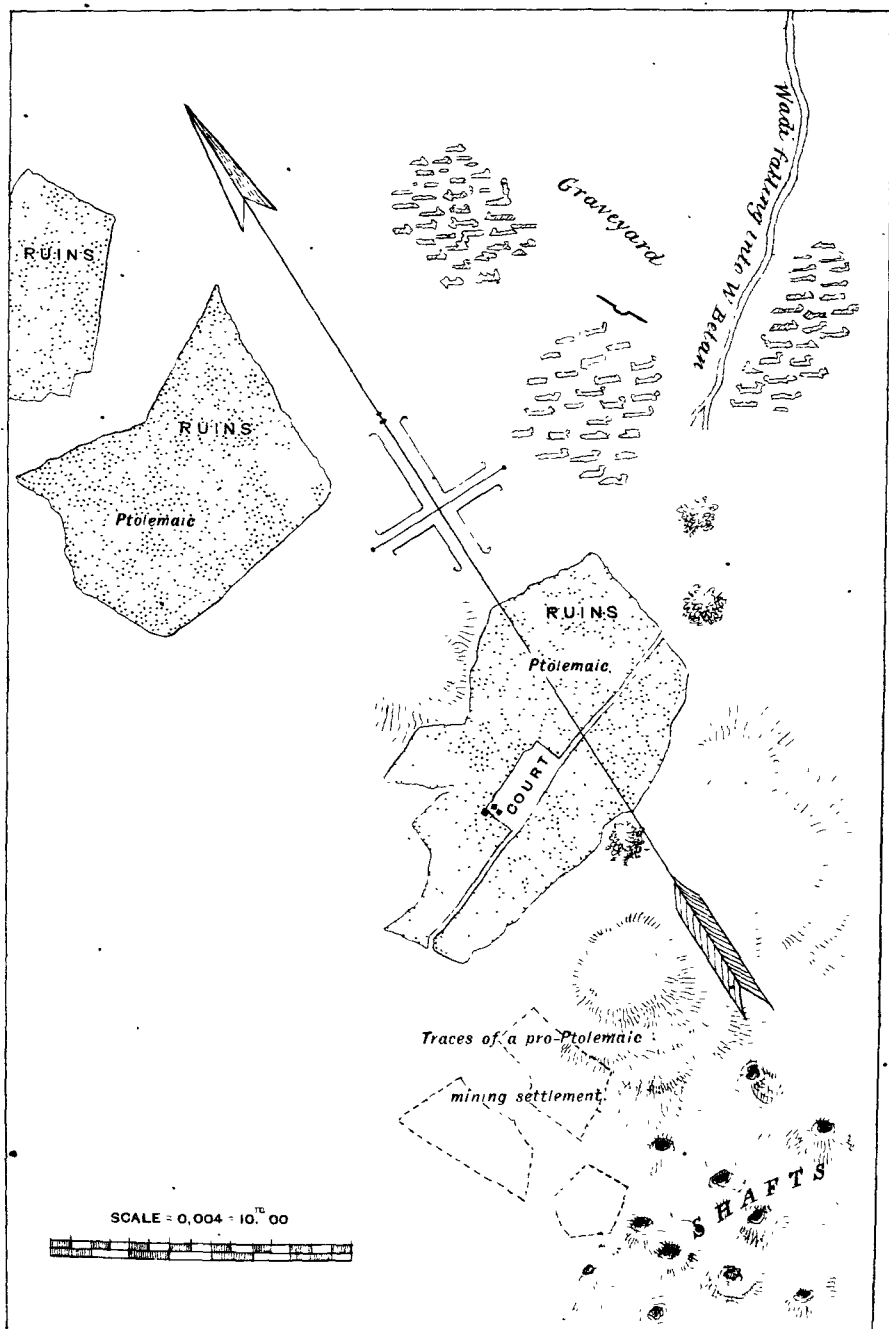 Graveyard
Wadi falling into W Betan
RUINS
RUINS
Ptolemaic
RUINS
Ptolemaic.
COURT
Traces of a pro-Ptolemaic
mining settlement.
SHAFTS
SCALE = 0,004 = 10.ᵐ 00